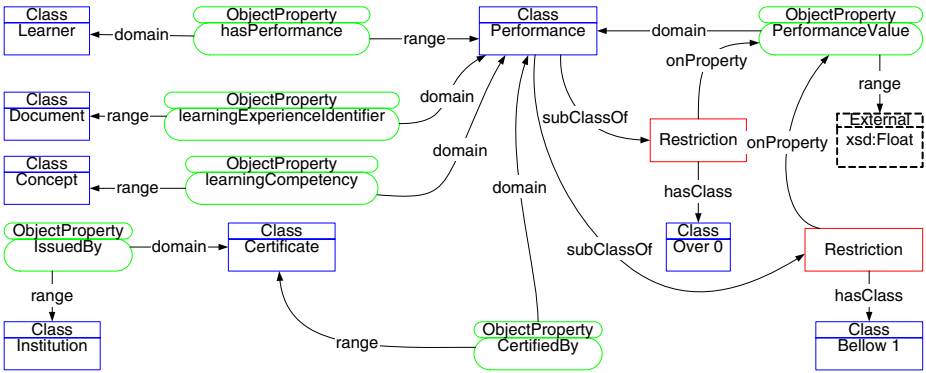 Class
Learner
domain
ObjectProperty
hasPerformance
range
Class
Performance
domain
ObjectProperty
PerformanceValue
onProperty
range
Class
Document
range
ObjectProperty
learningExperienceIdentifier
domain
subClassOf
Restriction
onProperty
External
xsd:Float
Class
Concept
range
ObjectProperty
learningCompetency
domain
domain
hasClass
ObjectProperty
IssuedBy
domain
Class
Certificate
subClassOf
Class
Over 0
Restriction
range
hasClass
Class
Institution
range
ObjectProperty
CertifiedBy
Class
Bellow 1